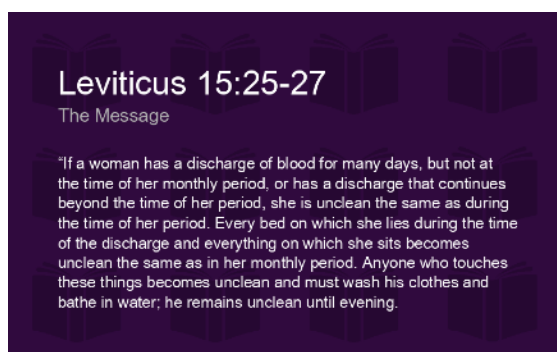 Leviticus 15:25-27
The Message
“If a woman has a discharge of blood for many days, but not at
the time of her monthly period, or has a discharge that continues
beyond the time of her period, she is unclean the same as during
the time of her period. Every bed on which she lies during the time
of the discharge and everything on which she sits becomes
unclean the same as in her monthly period. Anyone who touches
these things becomes unclean and must wash his clothes and
bathe in water; he remains unclean until evening.